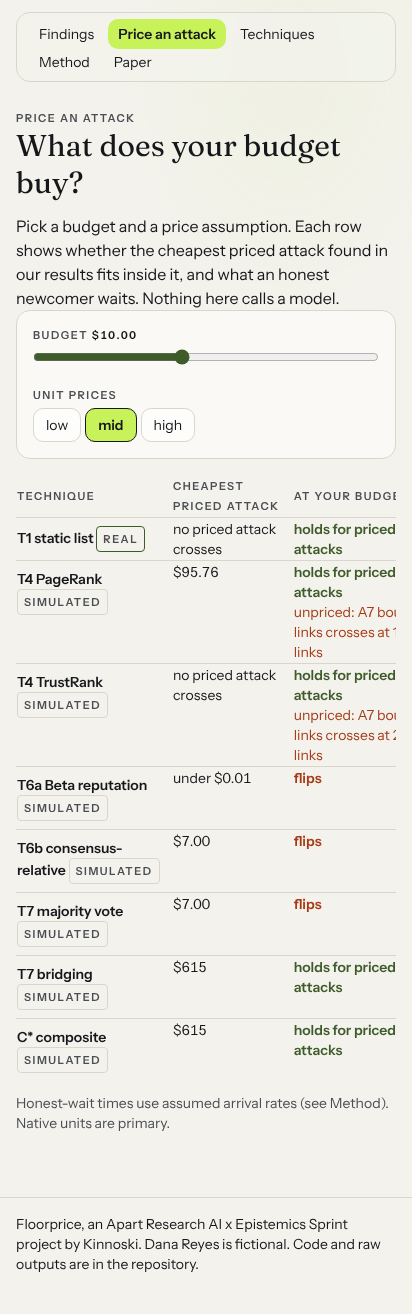 Findings Price an attack Techniques
Method Paper
PRICE AN ATTACK
What does your budget
buy?
Pick a budget and a price assumption. Each row
shows whether the cheapest priced attack found in
our results fits inside it, and what an honest
newcomer waits. Nothing here calls a model.
BUDGET $10.00
UNIT PRICES
low mid high
TECHNIQUE CHEAPEST PRICED ATTACK AT YOUR
T1 static list REAL no priced attack crosses holds for priced attacks
T4 PageRank SIMULATED $95.76 holds for priced attacks
unpriced: A7
links crosses at
links
T4 TrustRank SIMULATED no priced attack crosses holds for priced attacks
unpriced: A7
links crosses at
links
T6a Beta reputation SIMULATED under $0.01 flips
T6b consensus-relative SIMULATED $7.00 flips
T7 majority vote SIMULATED $7.00 flips
T7 bridging SIMULATED $615 holds for priced attacks
C* composite SIMULATED $615 holds for priced attacks
Honest-wait times use assumed arrival rates (see Method).
Native units are primary.
Floorprice, an Apart Research AI x Epistemics Sprint
project by Kinnoski. Dana Reyes is fictional. Code and raw
outputs are in the repository.